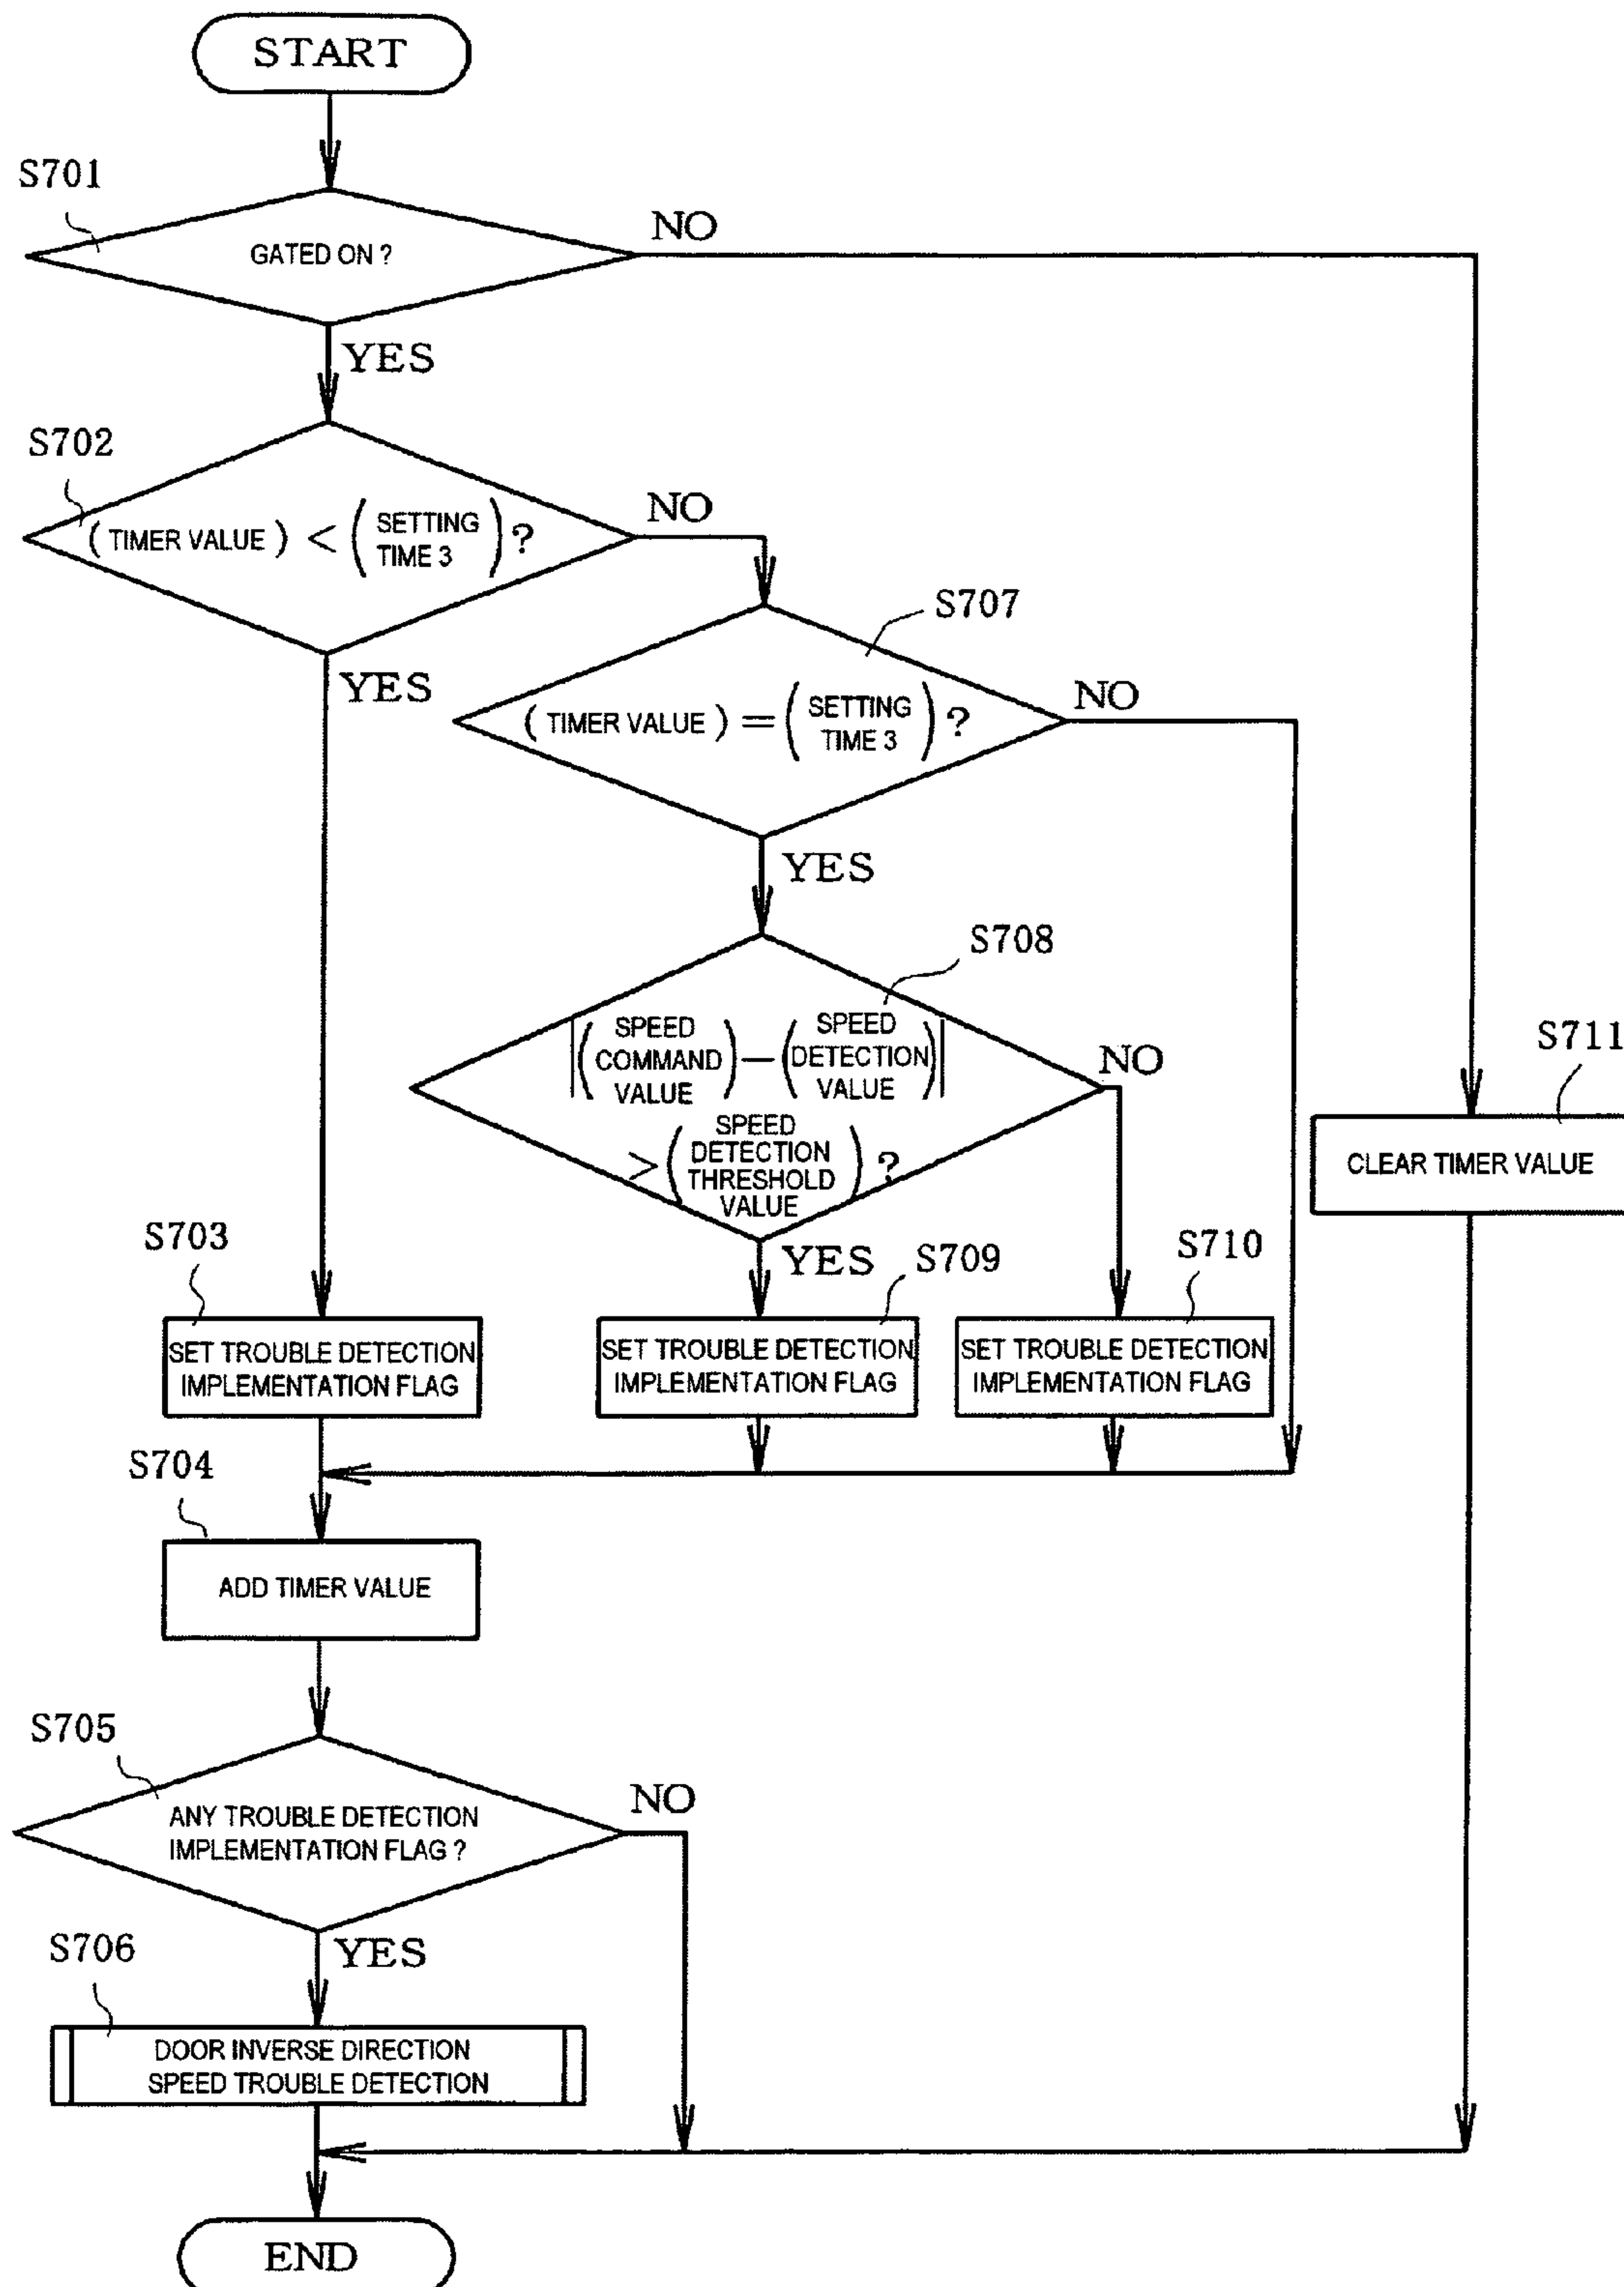 START
S701
GATED ON ?
NO
YES
S702
( TIMER VALUE ) < ( SETTING TIME 3 ) ?
NO
YES
S707
( TIMER VALUE ) = ( SETTING TIME 3 ) ?
NO
YES
S708
| ( SPEED COMMAND VALUE ) − ( SPEED DETECTION VALUE ) |
> ( SPEED DETECTION THRESHOLD VALUE ) ?
NO
YES
S711
CLEAR TIMER VALUE
S703
SET TROUBLE DETECTION
IMPLEMENTATION FLAG
S709
SET TROUBLE DETECTION
IMPLEMENTATION FLAG
S710
SET TROUBLE DETECTION
IMPLEMENTATION FLAG
S704
ADD TIMER VALUE
S705
ANY TROUBLE DETECTION
IMPLEMENTATION FLAG ?
NO
YES
S706
DOOR INVERSE DIRECTION
SPEED TROUBLE DETECTION
END